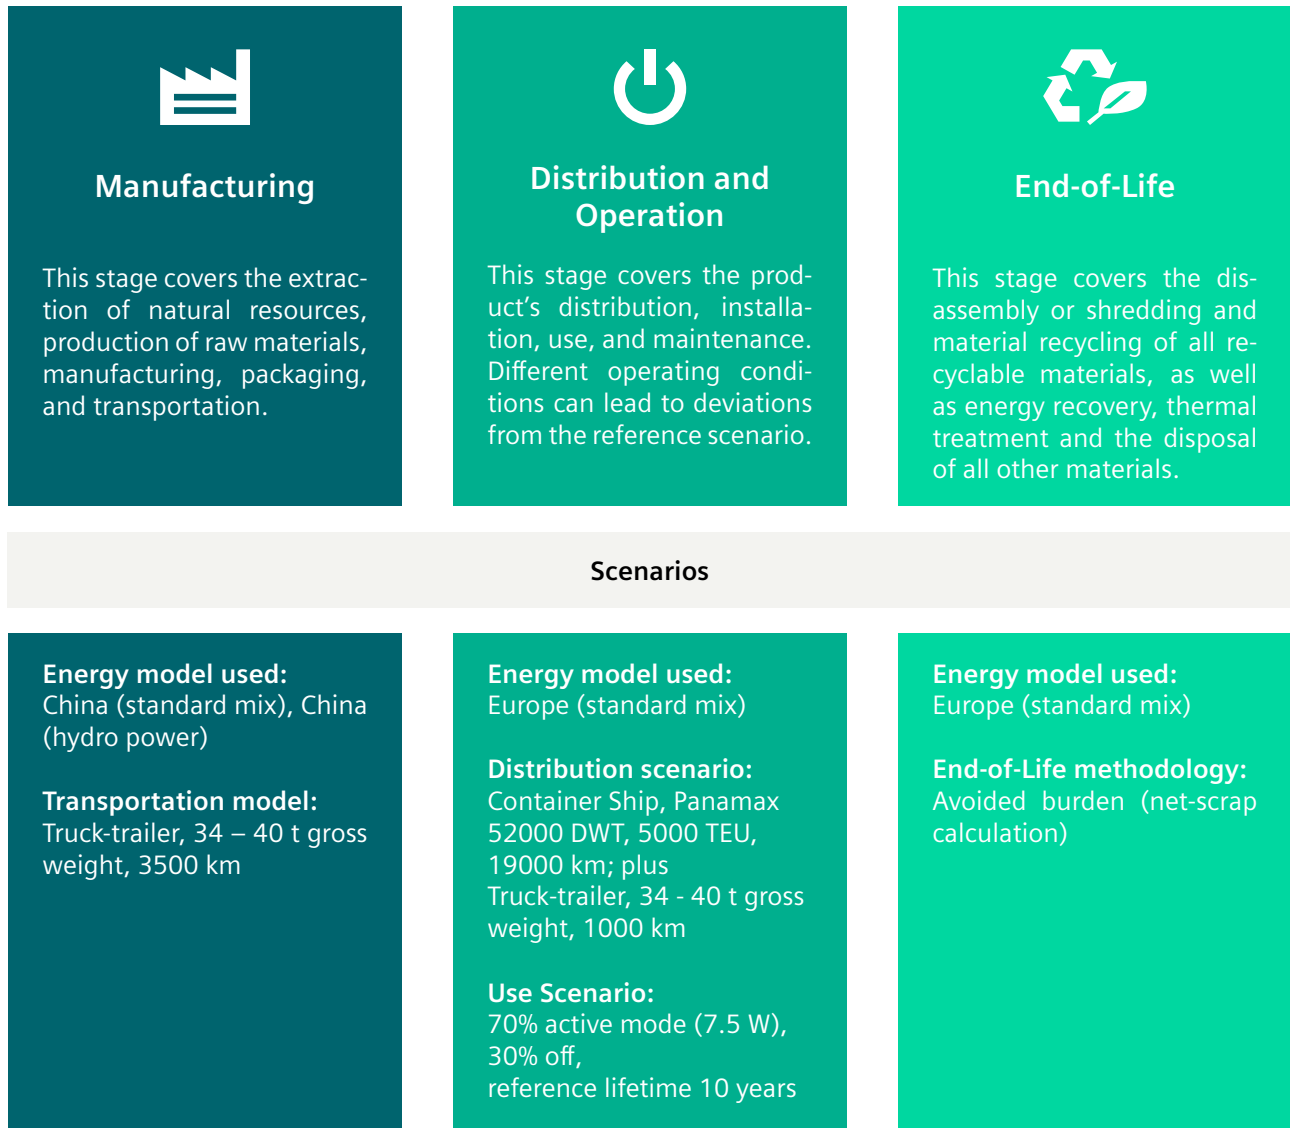 Manufacturing
This stage covers the extrac-
tion of natural resources,
production of raw materials,
manufacturing, packaging,
and transportation.
Distribution and
Operation
This stage covers the prod-
uct’s distribution, installa-
tion, use, and maintenance.
Different operating condi-
tions can lead to deviations
from the reference scenario.
End-of-Life
This stage covers the dis-
assembly or shredding and
material recycling of all re-
cyclable materials, as well
as energy recovery, thermal
treatment and the disposal
of all other materials.
Scenarios
Energy model used:
China (standard mix), China
(hydro power)
Transportation model:
Truck-trailer, 34 – 40 t gross
weight, 3500 km
Energy model used:
Europe (standard mix)
Distribution scenario:
Container Ship, Panamax
52000 DWT, 5000 TEU,
19000 km; plus
Truck-trailer, 34 - 40 t gross
weight, 1000 km
Use Scenario:
70% active mode (7.5 W),
30% off,
reference lifetime 10 years
Energy model used:
Europe (standard mix)
End-of-Life methodology:
Avoided burden (net-scrap
calculation)